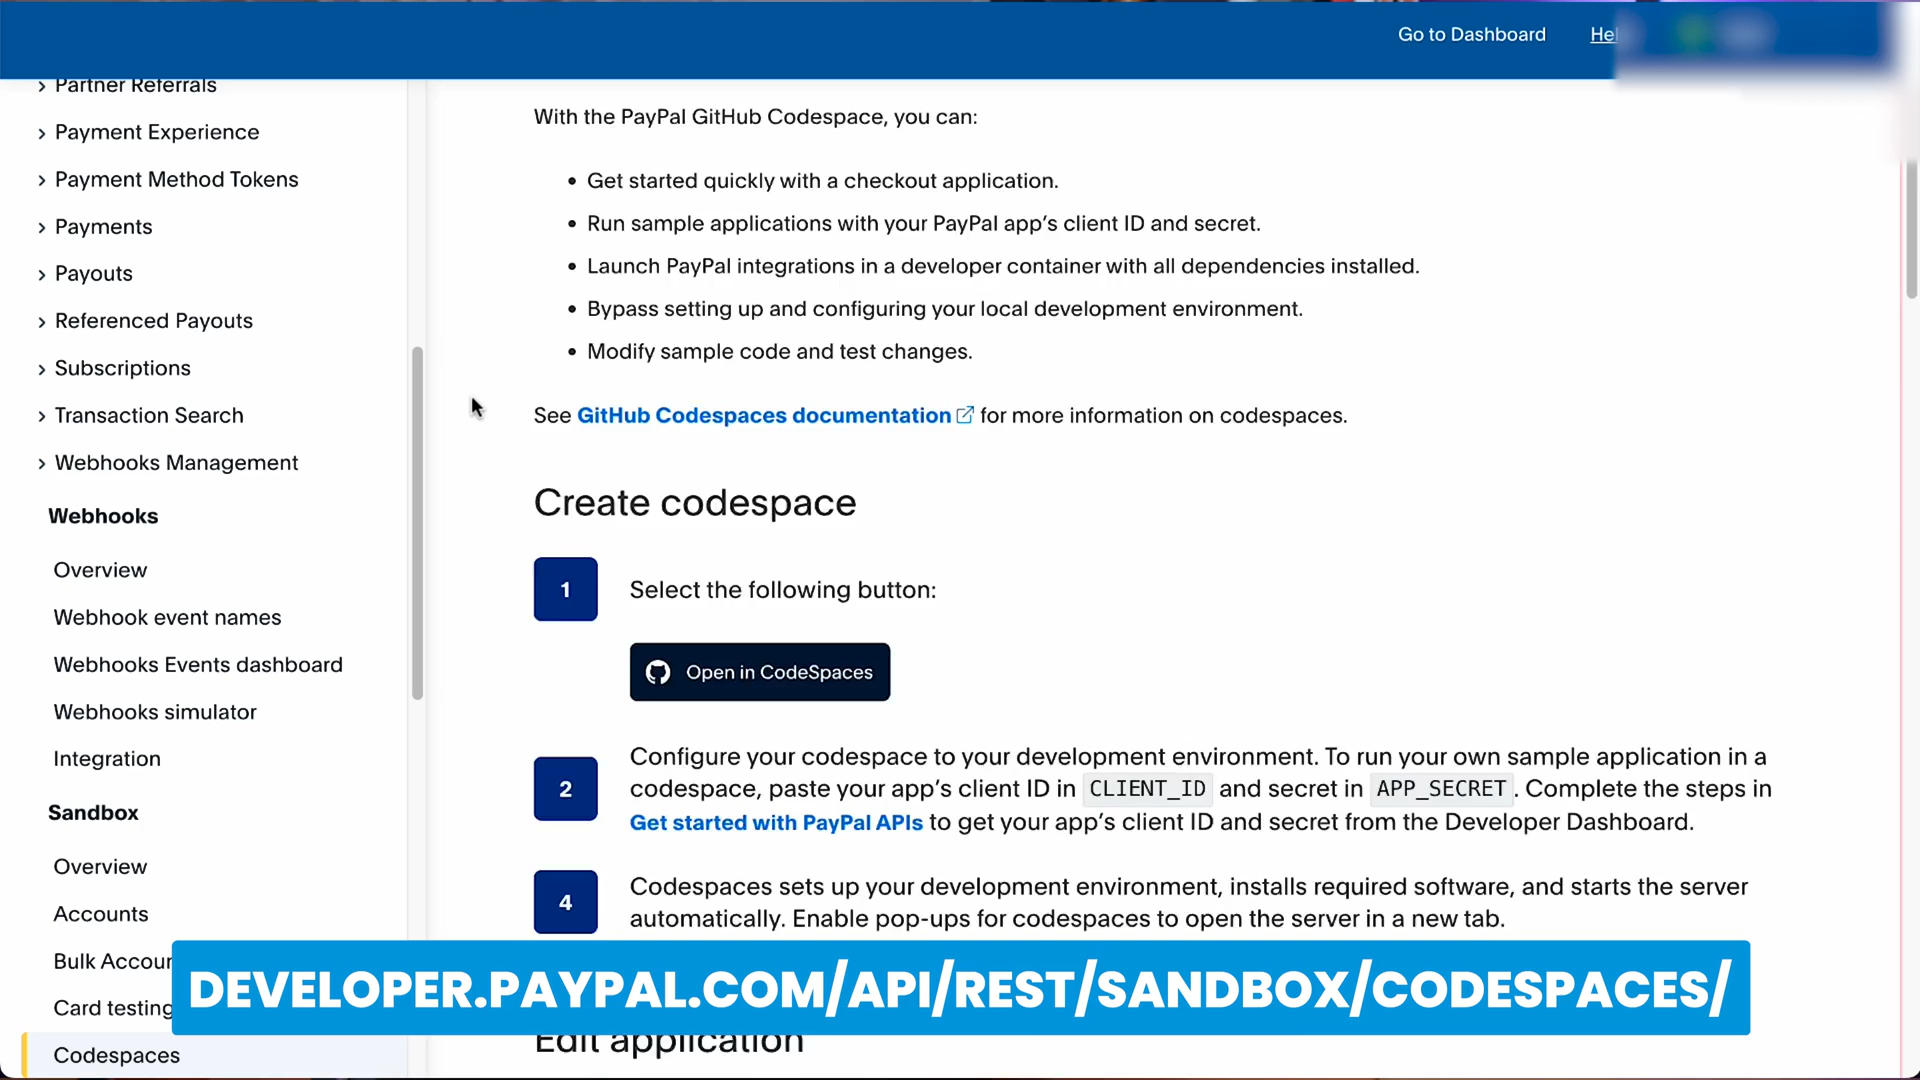 Go to Dashboard
Partner Referrals
Payment Experience
Payment Method Tokens
Payments
Payouts
Referenced Payouts
Subscriptions
Transaction Search
Webhooks Management
Webhooks
Overview
Webhook event names
Webhooks Events dashboard
Webhooks simulator
Integration
Sandbox
Overview
Accounts
Bulk
Card testing
Codespaces
With the PayPal GitHub Codespace, you can:
• Get started quickly with a checkout application.
• Run sample applications with your PayPal app’s client ID and secret.
• Launch PayPal integrations in a developer container with all dependencies installed.
• Bypass setting up and configuring your local development environment.
• Modify sample code and test changes.
See GitHub Codespaces documentation for more information on codespaces.
Create codespace
1
Select the following button:
Open in CodeSpaces
2
Configure your codespace to your development environment. To run your own sample application in a
codespace, paste your app’s client ID in CLIENT_ID and secret in APP_SECRET. Complete the steps in
Get started with PayPal APIs to get your app’s client ID and secret from the Developer Dashboard.
4
Codespaces sets up your development environment, installs required software, and starts the server
automatically. Enable pop-ups for codespaces to open the server in a new tab.
DEVELOPER.PAYPAL.COM/API/REST/SANDBOX/CODESPACES/
Edit application